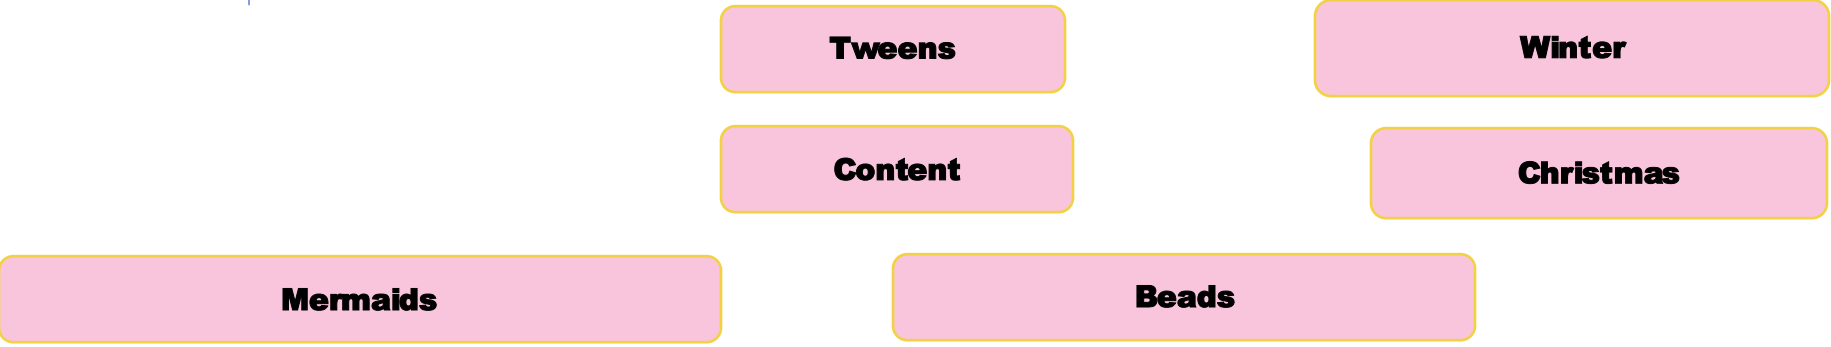 Tweens
Winter
Content
Christmas
Mermaids
Beads